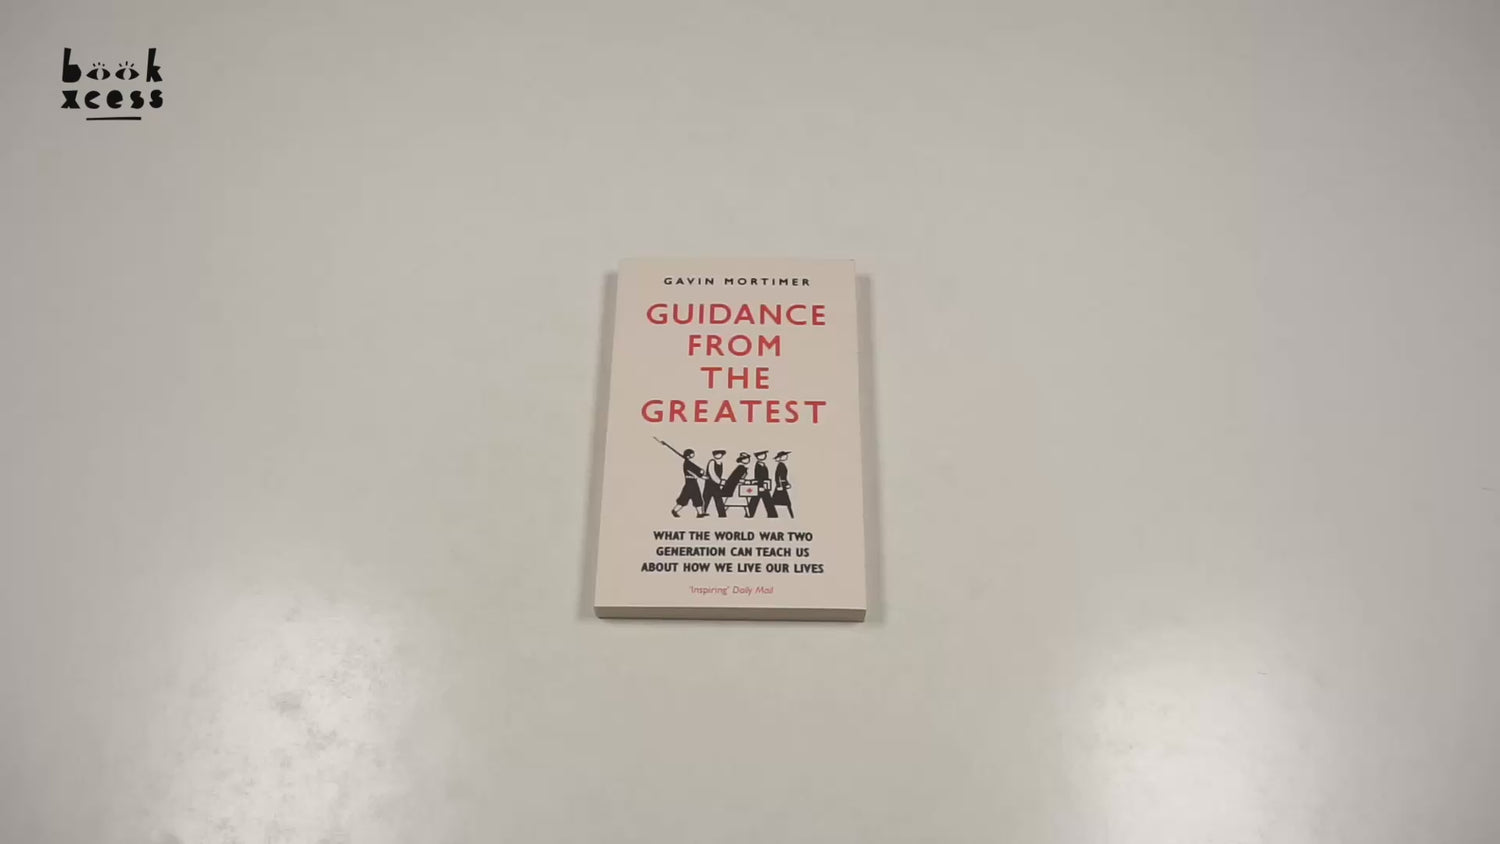 book
xcess
GAVIN MORTIMER
GUIDANCE
FROM
THE
GREATEST
WHAT THE WORLD WAR TWO
GENERATION CAN TEACH US
ABOUT HOW WE LIVE OUR LIVES
'Inspiring' Daily Mail